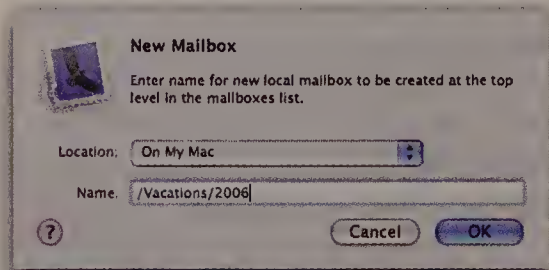 New Mailbox
Enter name for new local mailbox to be created at the top
level in the mailboxes list.
Location: On My Mac
Name. /Vacations/2006
? Cancel OK